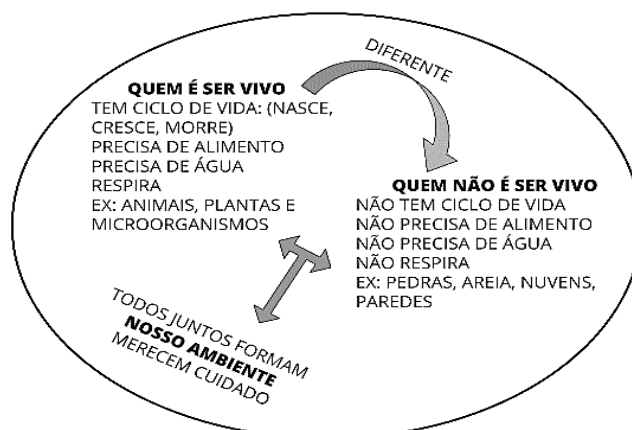 DIFERENTE
QUEM É SER VIVO
TEM CICLO DE VIDA: (NASCE,
CRESCE, MORRE)
PRECISA DE ALIMENTO
PRECISA DE ÁGUA
RESPIRA
EX: ANIMAIS, PLANTAS E
MICROORGANISMOS
QUEM NÃO É SER VIVO
NÃO TEM CICLO DE VIDA
NÃO PRECISA DE ALIMENTO
NÃO PRECISA DE ÁGUA
NÃO RESPIRA
EX: PEDRAS, AREIA, NUVENS,
PAREDES
TODOS JUNTOS FORMAM
NOSSO AMBIENTE
MERECEM CUIDADO